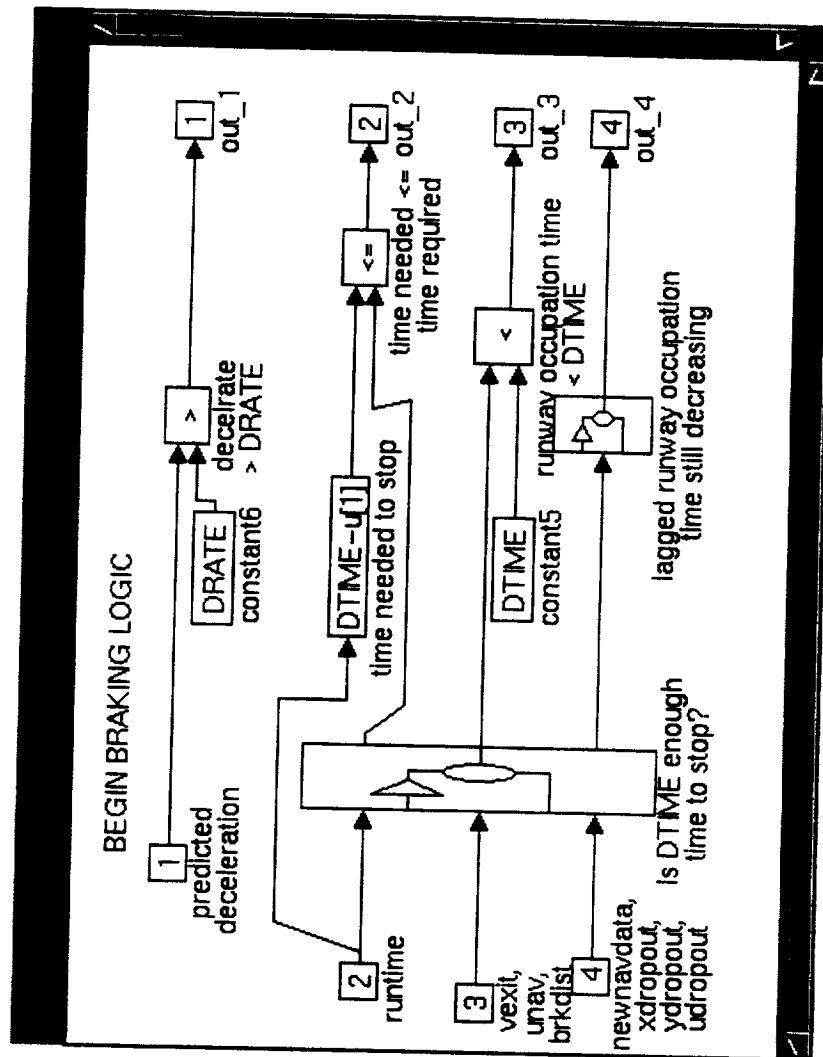 BEGIN BRAKING LOGIC
1
predicted
deceleration
DRATE
constant6
>
decelrate
> DRATE
1
out_1
2
runtime
DTIME-u[1]
time needed to stop
<=
time needed <=
time required
2
out_2
3
vexit,
unav,
brkdist
DTIME
constant5
<
runway occupation time
< DTIME
3
out_3
4
newnavdata,
xdropout,
ydropout,
udropout
Is DTIME enough
time to stop?
lagged runway occupation
time still decreasing
4
out_4